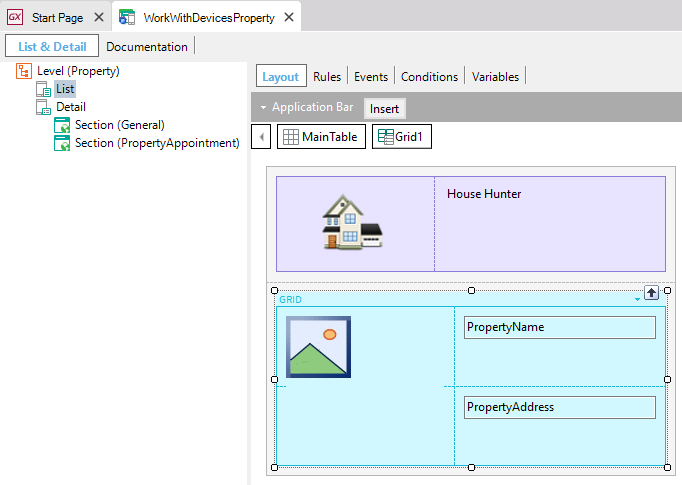 GX Start Page WorkWithDevicesProperty
List & Detail Documentation
Level (Property)
List
Detail
Section (General)
Section (PropertyAppointment)
Layout Rules Events Conditions Variables
Application Bar Insert
MainTable Grid1
House Hunter
GRID
PropertyName
PropertyAddress